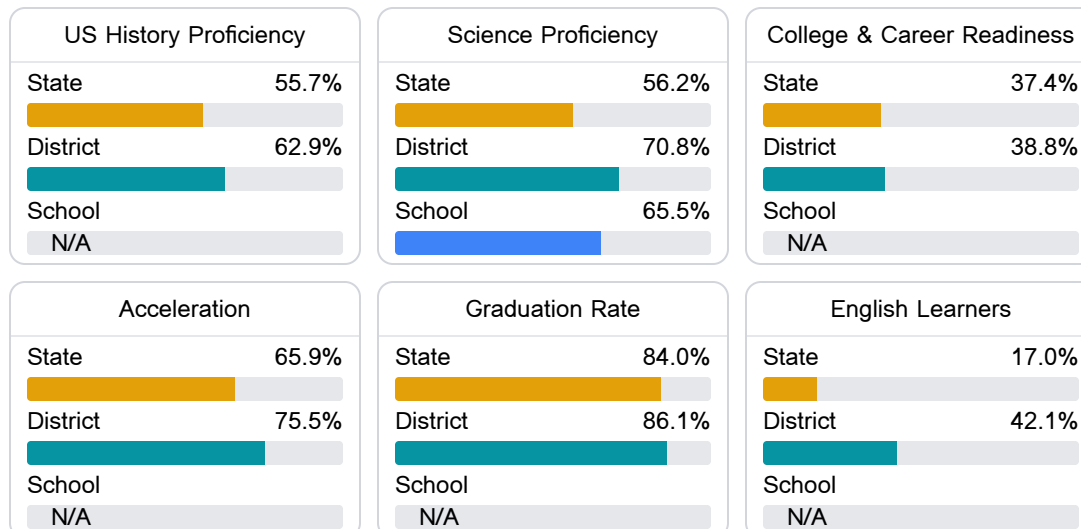 US History Proficiency
State 55.7%
District 62.9%
School
N/A
Science Proficiency
State 56.2%
District 70.8%
School 65.5%
College & Career Readiness
State 37.4%
District 38.8%
School
N/A
Acceleration
State 65.9%
District 75.5%
School
N/A
Graduation Rate
State 84.0%
District 86.1%
School
N/A
English Learners
State 17.0%
District 42.1%
School
N/A